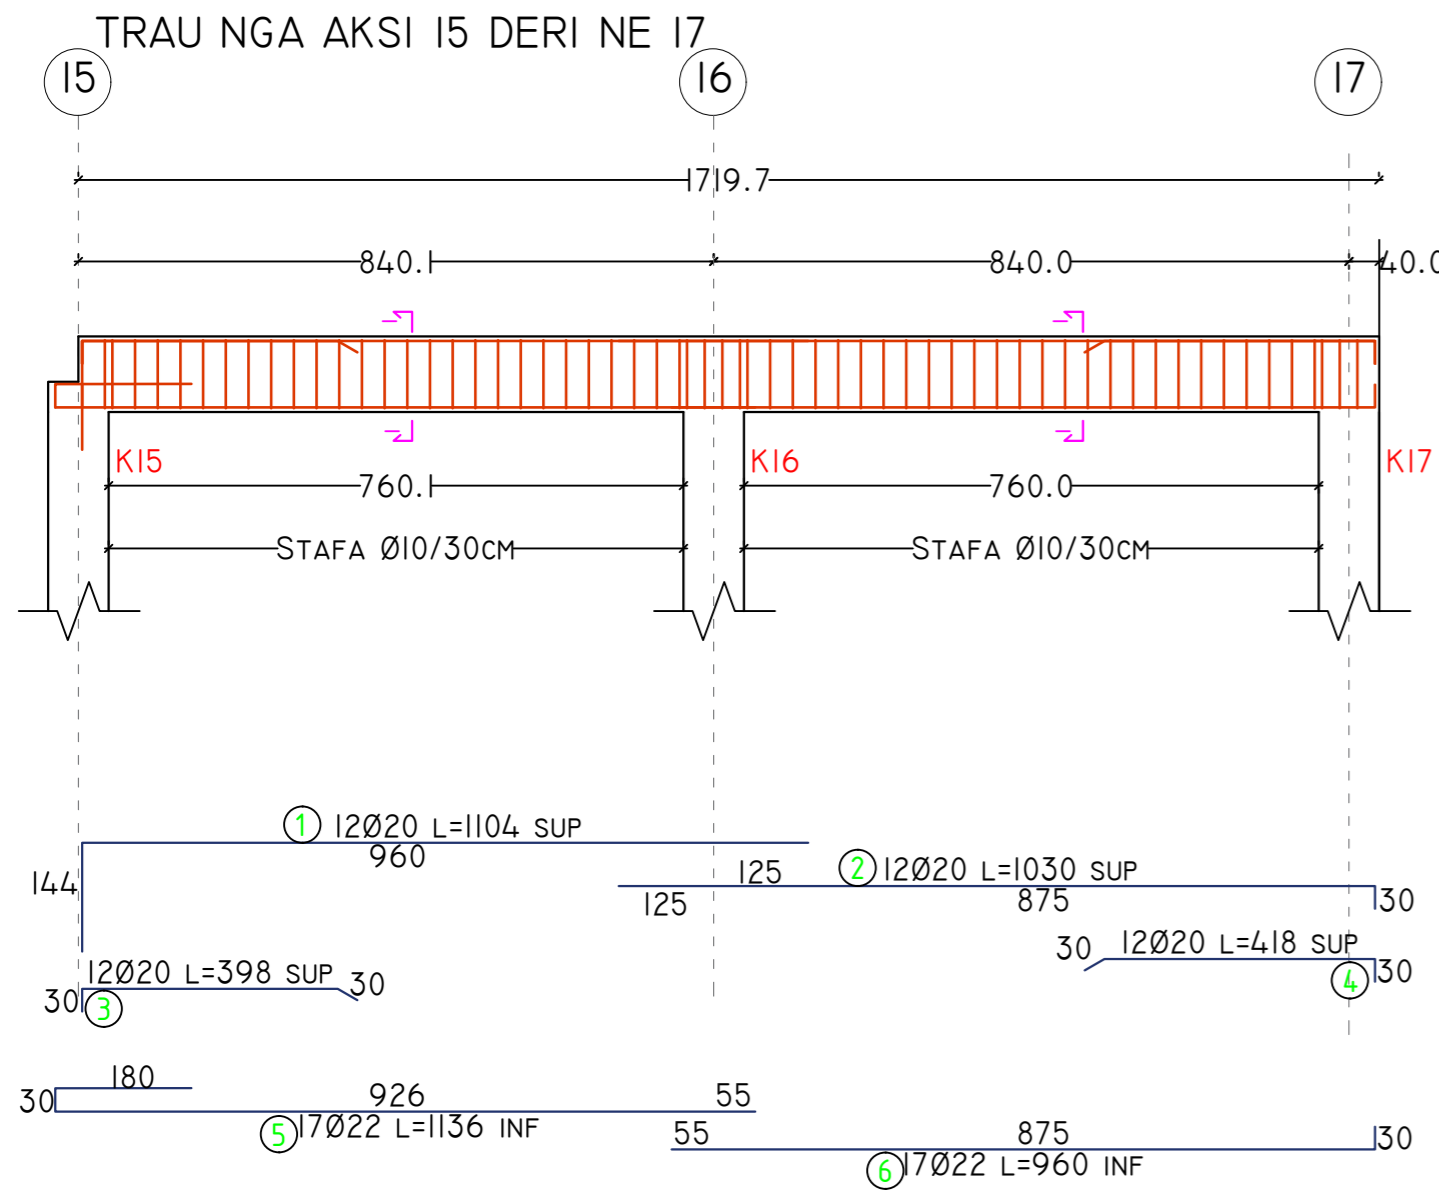 TRAU NGA AKSI 15 DERI NE 17
15 16 17
1719.7
840.1 840.0 40.0
K15 K16 K17
760.1 760.0
STAFA Ø10/30CM STAFA Ø10/30CM
1 12Ø20 L=1104 SUP
960
144
125 2 12Ø20 L=1030 SUP
125 875 30
30 12Ø20 L=418 SUP
4 30
12Ø20 L=398 SUP 30
30 3
180
30 926 55
5 17Ø22 L=1136 INF
55 875 30
6 17Ø22 L=960 INF